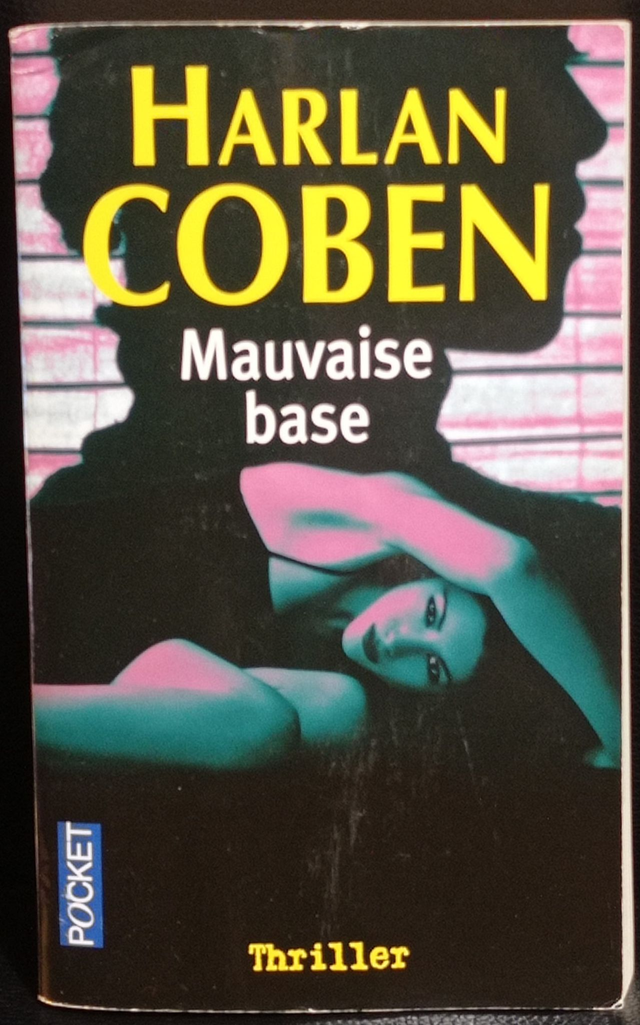 HARLAN
COBEN
Mauvaise
base
POCKET
Thriller